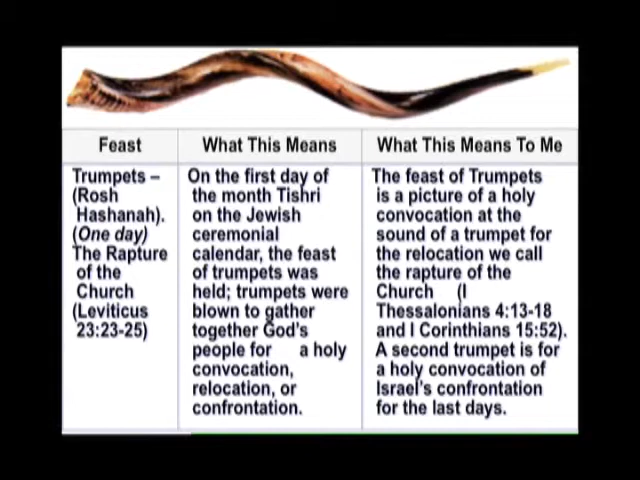 Feast
What This Means
What This Means To Me
Trumpets –
(Rosh
Hashanah).
(One day)
The Rapture
of the
Church
(Leviticus
23:23-25)
On the first day of
the month Tishri
on the Jewish
ceremonial
calendar, the feast
of trumpets was
held; trumpets were
blown to gather
together God's
people for a holy
convocation,
relocation, or
confrontation.
The feast of Trumpets
is a picture of a holy
convocation at the
sound of a trumpet for
the relocation we call
the rapture of the
Church (I
Thessalonians 4:13-18
and I Corinthians 15:52).
A second trumpet is for
a holy convocation of
Israel's confrontation
for the last days.